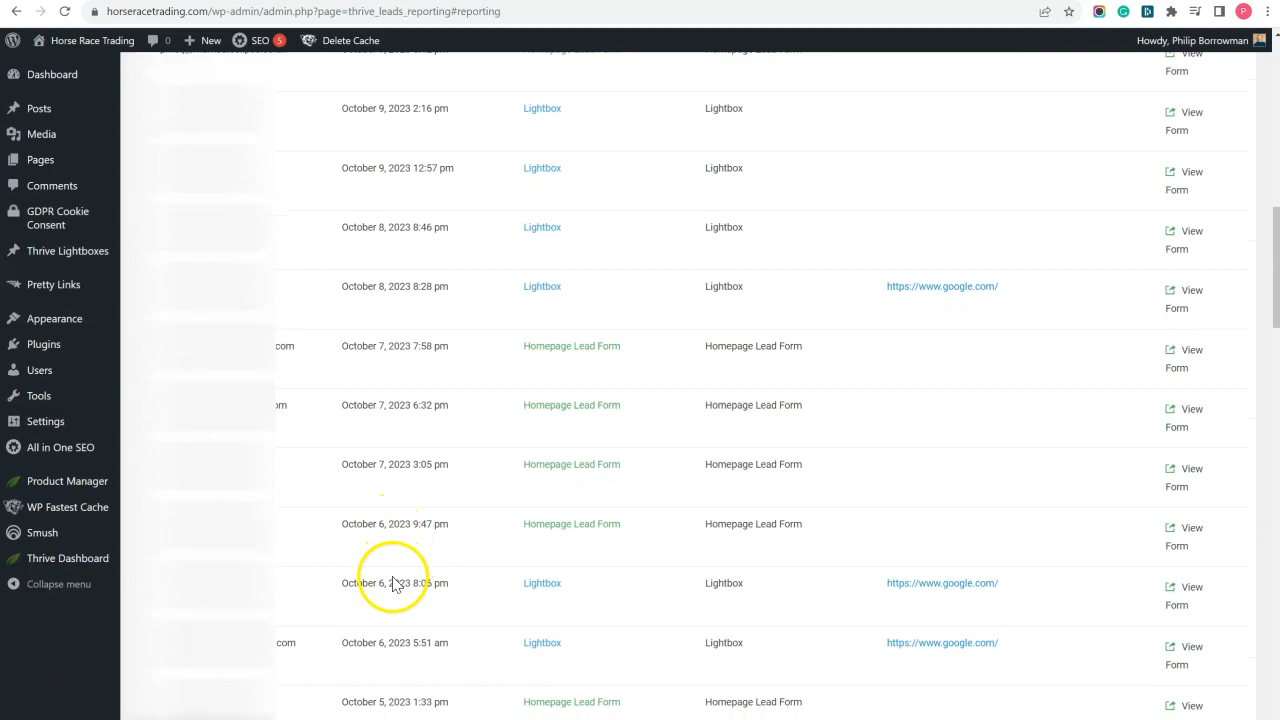 horseracetrading.com/wp-admin/admin.php?page=thrive_leads_reporting#reporting
P
Horse Race Trading 0 New SEO 5 Delete Cache Howdy, Philip Borrowman
View
Form
Dashboard
Posts
Media
Pages
Comments
GDPR Cookie
Consent
Thrive Lightboxes
Pretty Links
Appearance
Plugins
Users
Tools
Settings
All in One SEO
Product Manager
WP Fastest Cache
Smush
Thrive Dashboard
Collapse menu
October 9, 2023 2:16 pm Lightbox Lightbox View
Form
October 9, 2023 12:57 pm Lightbox Lightbox View
Form
October 8, 2023 8:46 pm Lightbox Lightbox View
Form
October 8, 2023 8:28 pm Lightbox Lightbox https://www.google.com/ View
Form
com October 7, 2023 7:58 pm Homepage Lead Form Homepage Lead Form View
Form
om October 7, 2023 6:32 pm Homepage Lead Form Homepage Lead Form View
Form
October 7, 2023 3:05 pm Homepage Lead Form Homepage Lead Form View
Form
October 6, 2023 9:47 pm Homepage Lead Form Homepage Lead Form View
Form
October 6, 2023 8:06 pm Lightbox Lightbox https://www.google.com/ View
Form
com October 6, 2023 5:51 am Lightbox Lightbox https://www.google.com/ View
Form
October 5, 2023 1:33 pm Homepage Lead Form Homepage Lead Form View